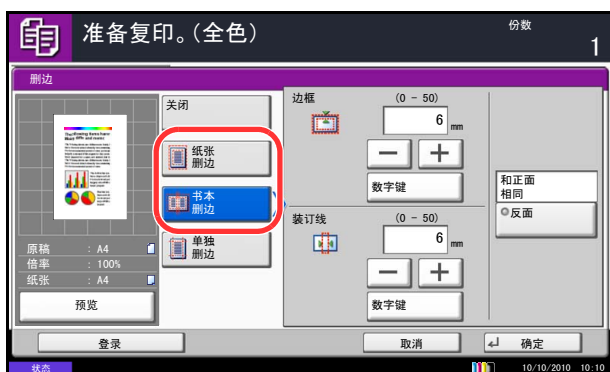 准备复印。(全色)
份数
1
删边
关闭
纸张
删边
书本
删边
单独
删边
原稿 : A4
倍率 : 100%
纸张 : A4
预览
边框
(0 - 50)
6 mm
数字键
装订线
(0 - 50)
6 mm
数字键
和正面
相同
反面
登录
取消
确定
状态
10/10/2010 10:10